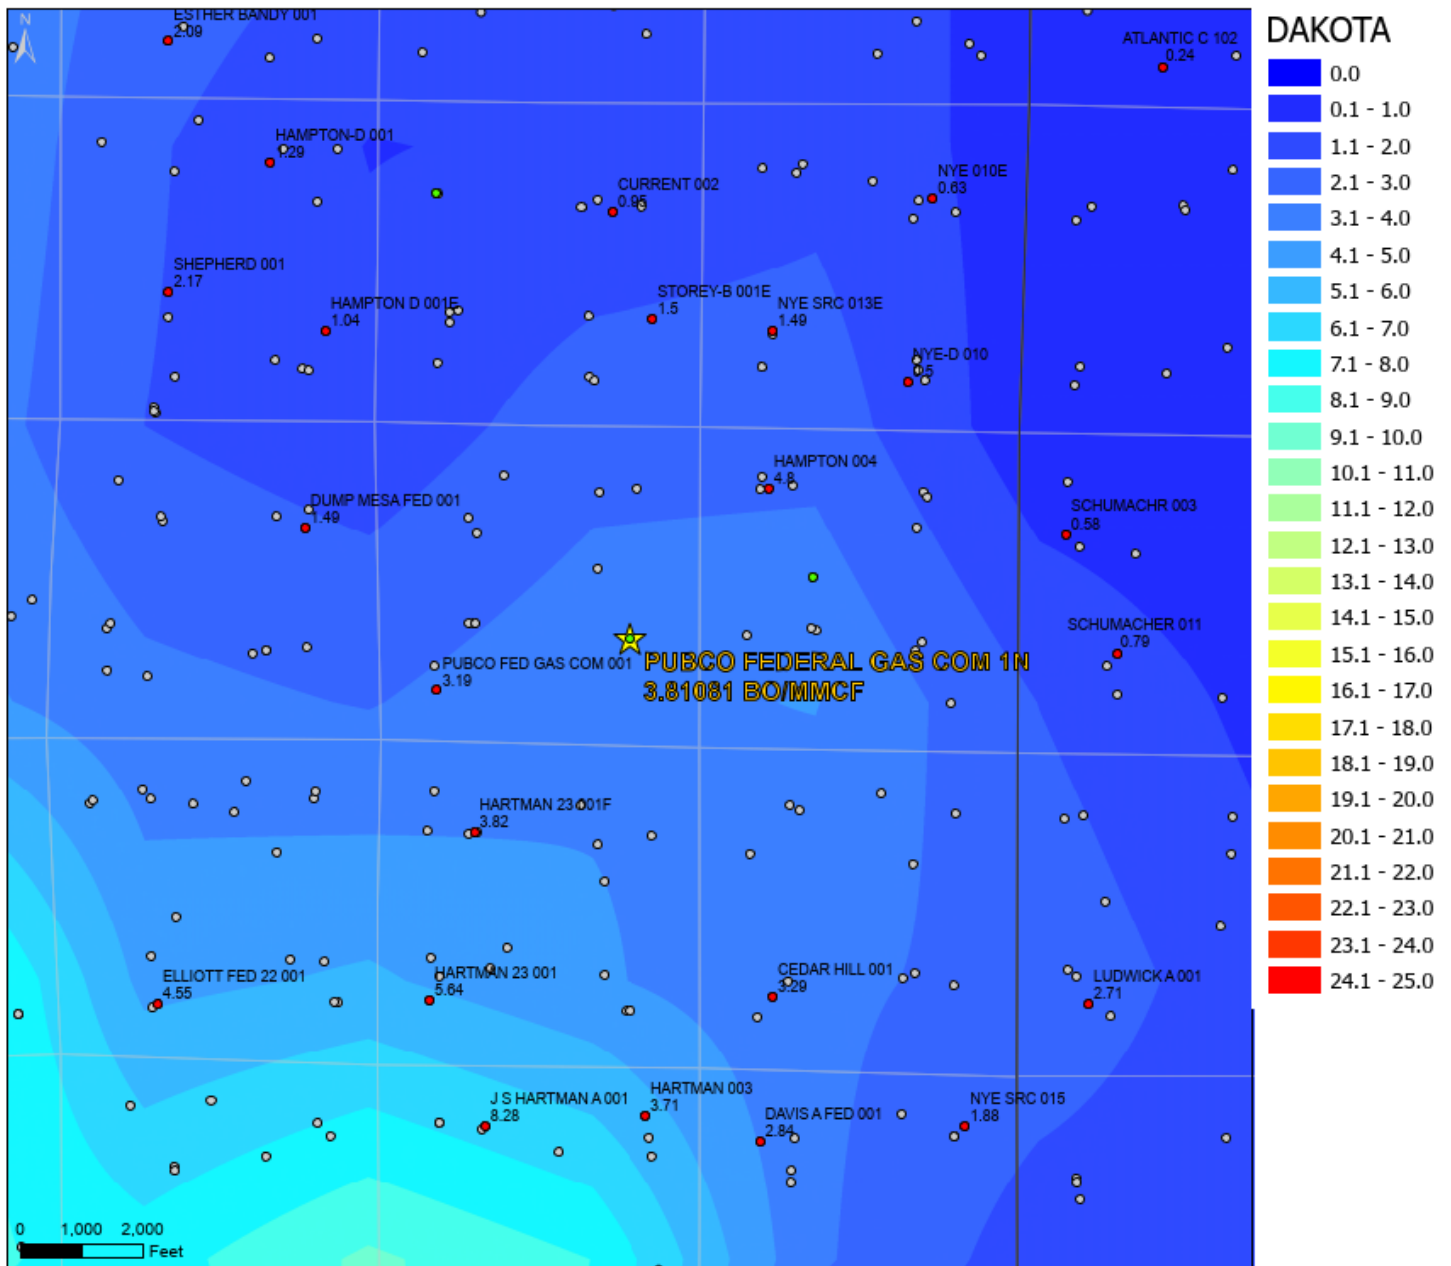 ESTHER BANDY 001
2.09
N
ATLANTIC C 102
0.24
HAMPTON-D 001
1.29
CURRENT 002
0.95
NYE 010E
0.63
SHEPHERD 001
2.17
HAMPTON D 001E
1.04
STOREY-B 001E
1.5
NYE SRC 013E
1.49
NYE-D 010
0.5
HAMPTON 004
4.8
DUMP MESA FED 001
1.49
SCHUMACHR 003
0.58
SCHUMACHER 011
0.79
PUBCO FED GAS COM 001
3.19
PUBCO FEDERAL GAS COM 1N
3.81081 BO/MMCF
HARTMAN 23 001F
3.82
ELLIOTT FED 22 001
4.55
HARTMAN 23 001
5.64
CEDAR HILL 001
3.29
LUDWICK A 001
2.71
J S HARTMAN A 001
8.28
HARTMAN 003
3.71
DAVIS A FED 001
2.84
NYE SRC 015
1.88
0 1,000 2,000
Feet
DAKOTA
0.0
0.1 - 1.0
1.1 - 2.0
2.1 - 3.0
3.1 - 4.0
4.1 - 5.0
5.1 - 6.0
6.1 - 7.0
7.1 - 8.0
8.1 - 9.0
9.1 - 10.0
10.1 - 11.0
11.1 - 12.0
12.1 - 13.0
13.1 - 14.0
14.1 - 15.0
15.1 - 16.0
16.1 - 17.0
17.1 - 18.0
18.1 - 19.0
19.1 - 20.0
20.1 - 21.0
21.1 - 22.0
22.1 - 23.0
23.1 - 24.0
24.1 - 25.0